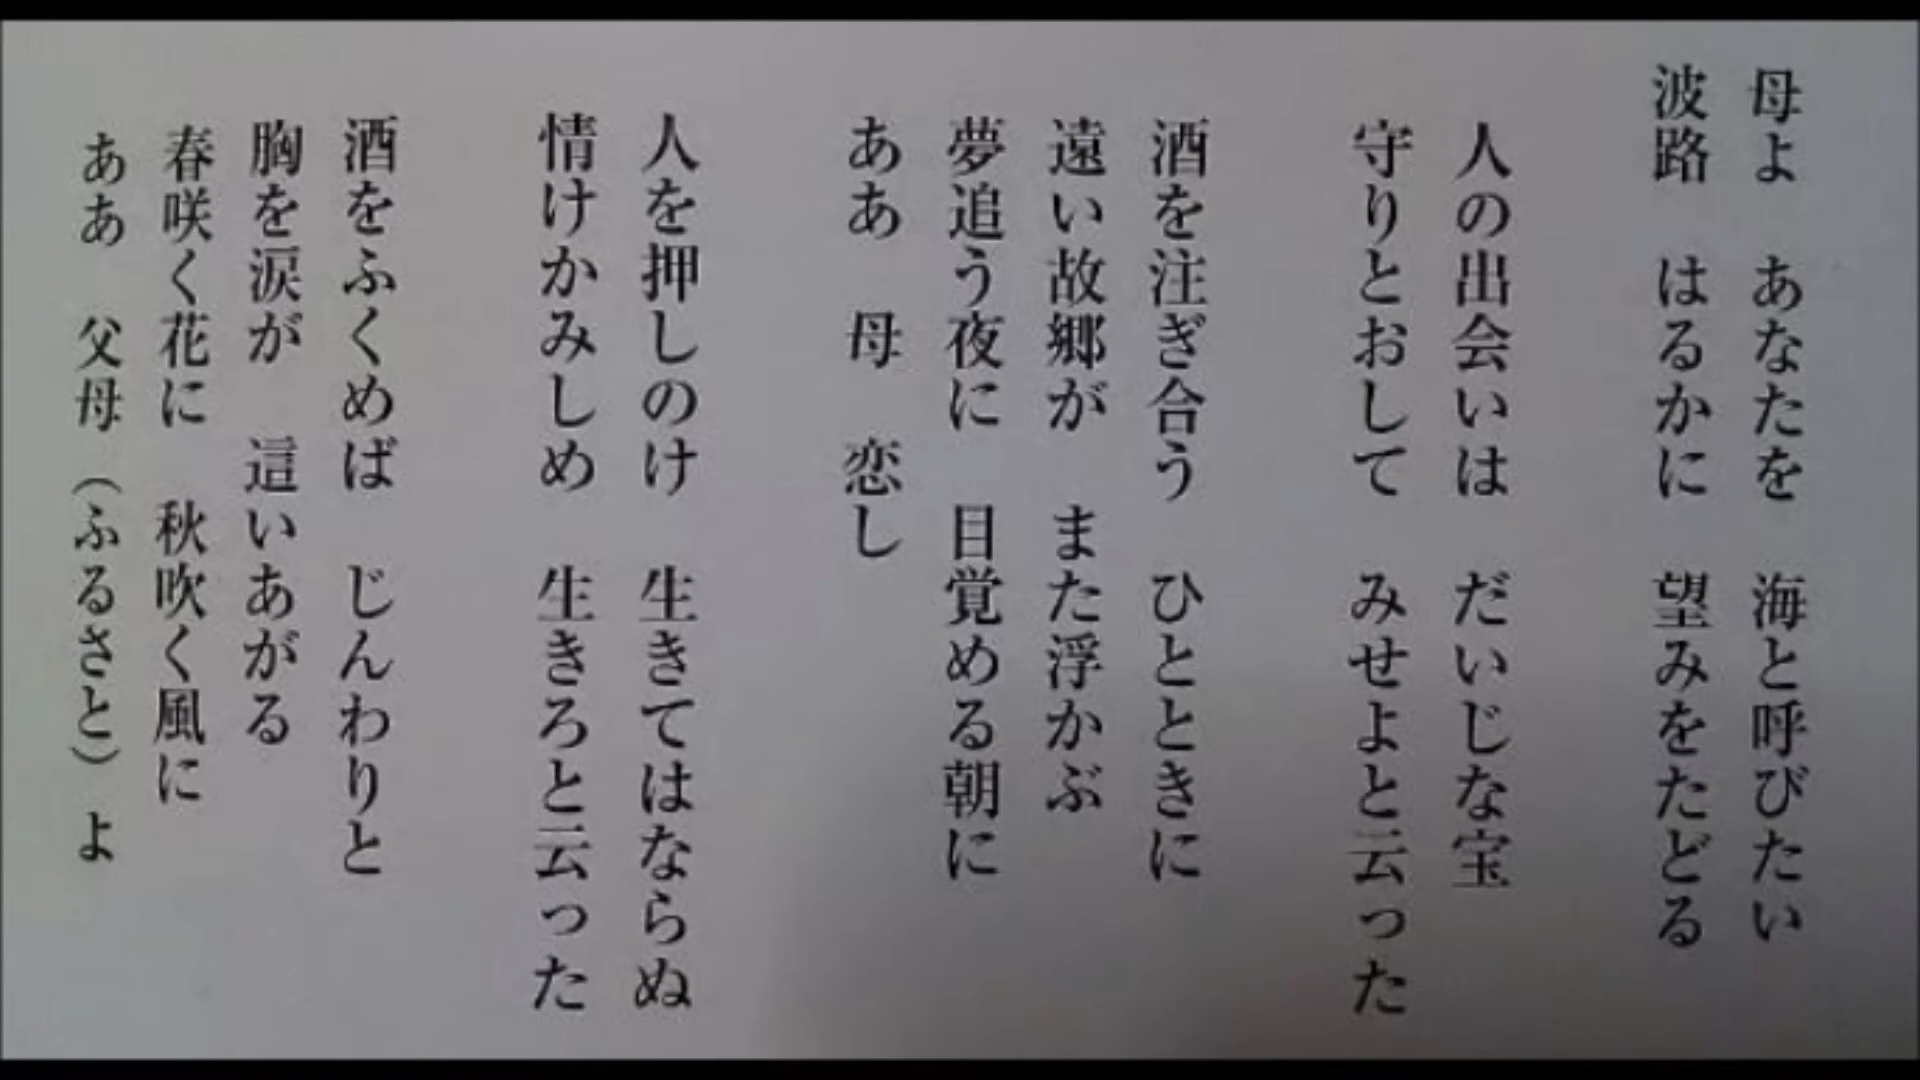 母よ　あなたを　海と呼びたい
波路　はるかに　望みをたどる
人の出会いは　だいじな宝
守りとおして　みせよと云った
酒を注ぎ合う　ひとときに
遠い故郷が　また浮かぶ
夢追う夜に　目覚める朝に
ああ　母　恋し
人を押しのけ　生きてはならぬ
情けかみしめ　生きろと云った
酒をふくめば　じんわりと
胸を涙が　這いあがる
春咲く花に　秋吹く風に
ああ　父母（ふるさと）よ